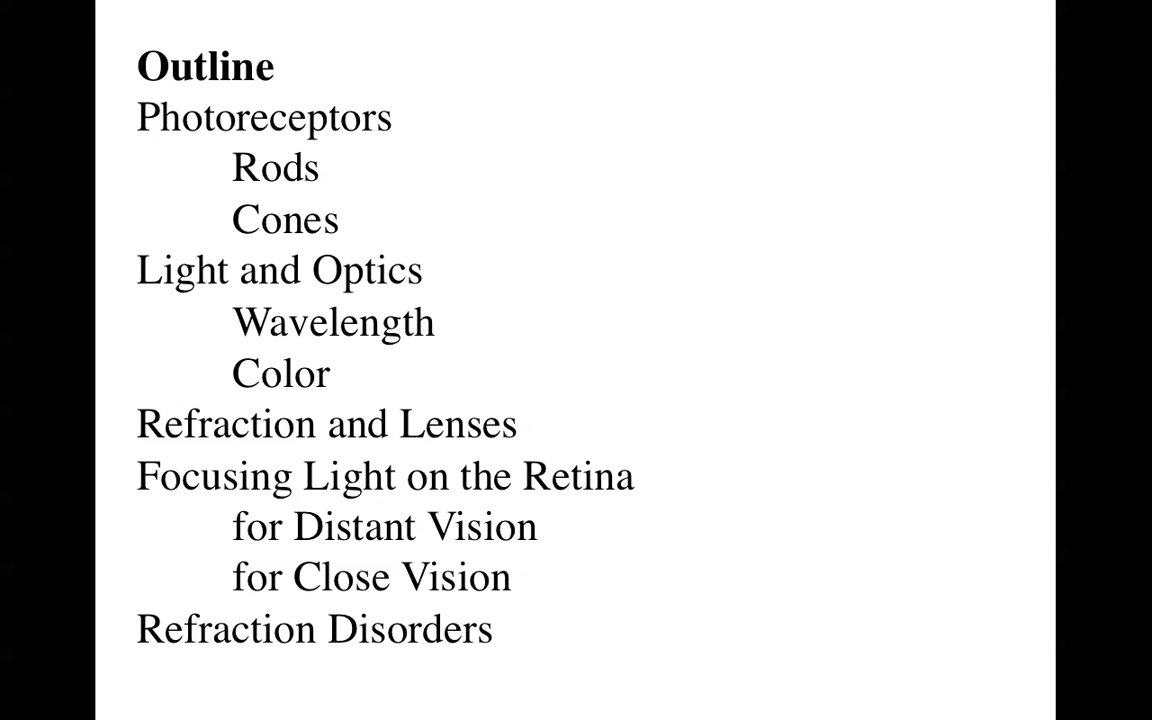 Outline
Photoreceptors
Rods
Cones
Light and Optics
Wavelength
Color
Refraction and Lenses
Focusing Light on the Retina
for Distant Vision
for Close Vision
Refraction Disorders